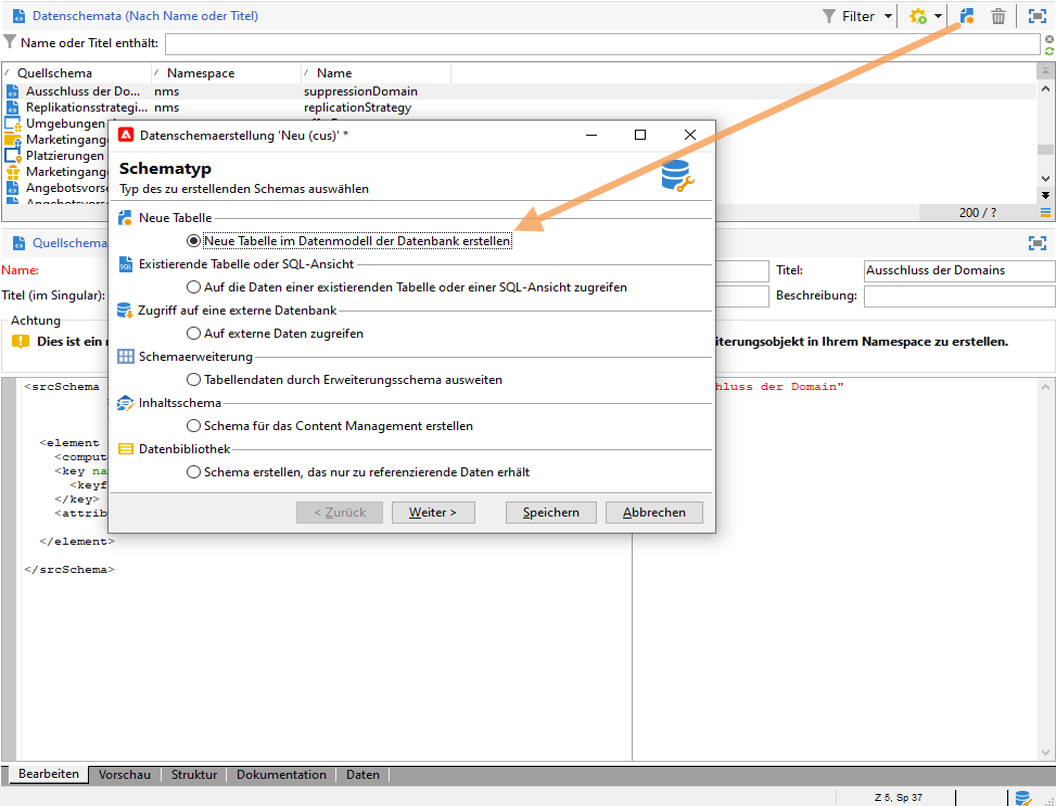 Datenschemata (Nach Name oder Titel)
Filter
Name oder Titel enthält:
Quellschema Namespace Name
Ausschluss der Do... nms suppressionDomain
Replikationsstrategi... nms replicationStrategy
Umgebungen
Marketingange
Platzierungen
Marketingange
Angebotsvors
200 / ?
Datenschemaerstellung 'Neu (cus)' *
Schematyp
Typ des zu erstellenden Schemas auswählen
Neue Tabelle
Neue Tabelle im Datenmodell der Datenbank erstellen
Existierende Tabelle oder SQL-Ansicht
Auf die Daten einer existierenden Tabelle oder einer SQL-Ansicht zugreifen
Zugriff auf eine externe Datenbank
Auf externe Daten zugreifen
Schemaerweiterung
Tabellendaten durch Erweiterungsschema ausweiten
Inhaltsschema
Schema für das Content Management erstellen
Datenbibliothek
Schema erstellen, das nur zu referenzierende Daten erhält
< Zurück Weiter > Speichern Abbrechen
Quellschema
Name: Titel: Ausschluss der Domains
Titel (im Singular): Beschreibung:
Achtung
Dies ist ein iterungsobjekt in Ihrem Namespace zu erstellen.
<srcSchema hluss der Domain"
<element
<comput
<key na
<keyf
</key>
<attrib
</element>
</srcSchema>
Bearbeiten Vorschau Struktur Dokumentation Daten
Z 5, Sp 37